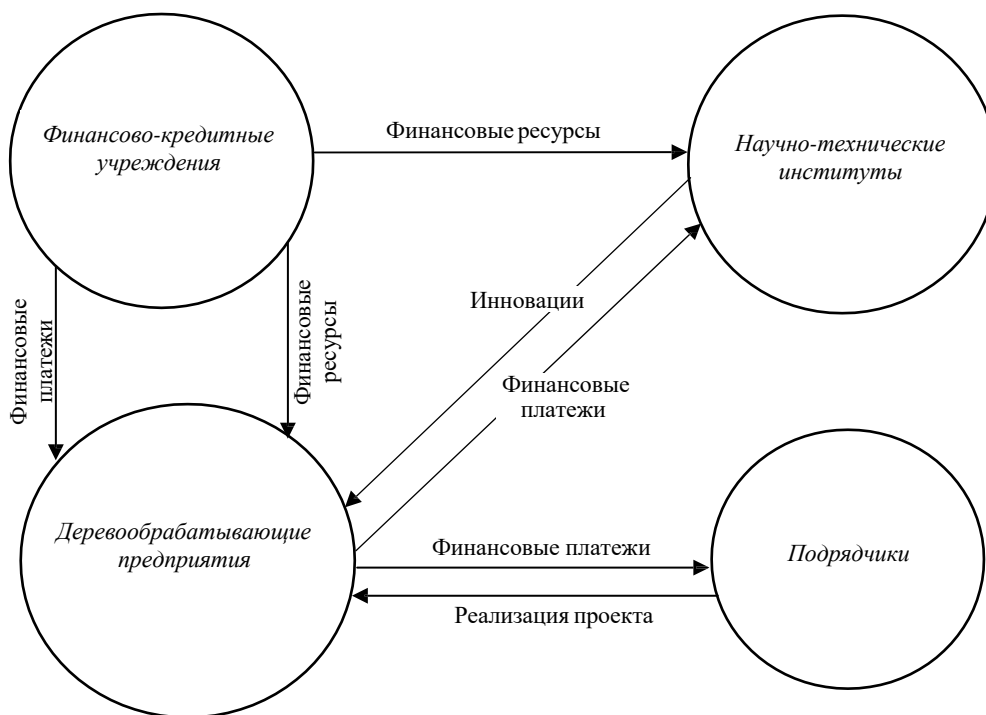 Финансово-кредитные
учреждения
Финансовые ресурсы
Научно-технические
институты
Финансовые
платежи
Финансовые
ресурсы
Инновации
Финансовые
платежи
Деревообрабатывающие
предприятия
Финансовые платежи
Реализация проекта
Подрядчики